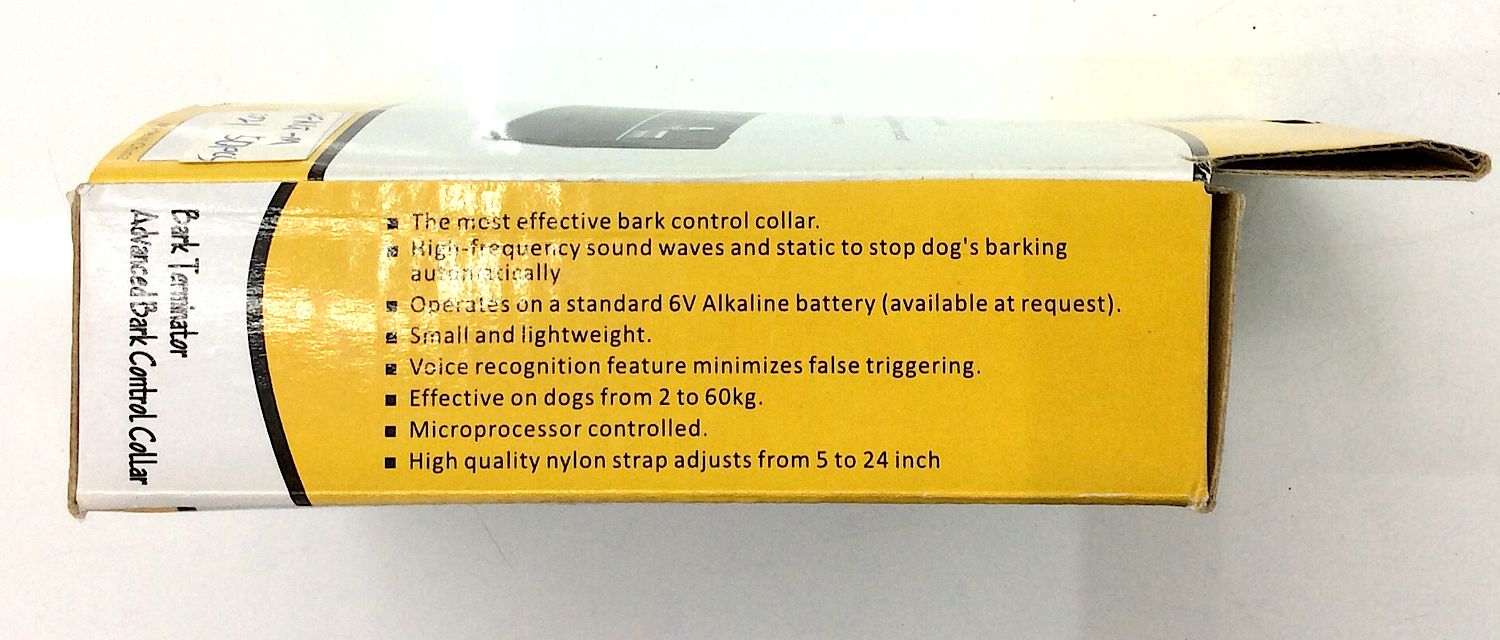 Bark Terminator
Advanced Bark Control Collar
The most effective bark control collar.
High-frequency sound waves and static to stop dog's barking
automatically
Operates on a standard 6V Alkaline battery (available at request).
Small and lightweight.
Voice recognition feature minimizes false triggering.
Effective on dogs from 2 to 60kg.
Microprocessor controlled.
High quality nylon strap adjusts from 5 to 24 inch